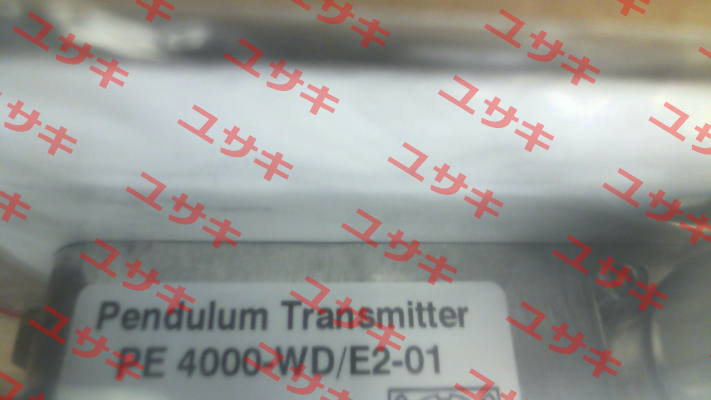 Pendulum Transmitter
PE 4000-WD/E2-01
ユサキ